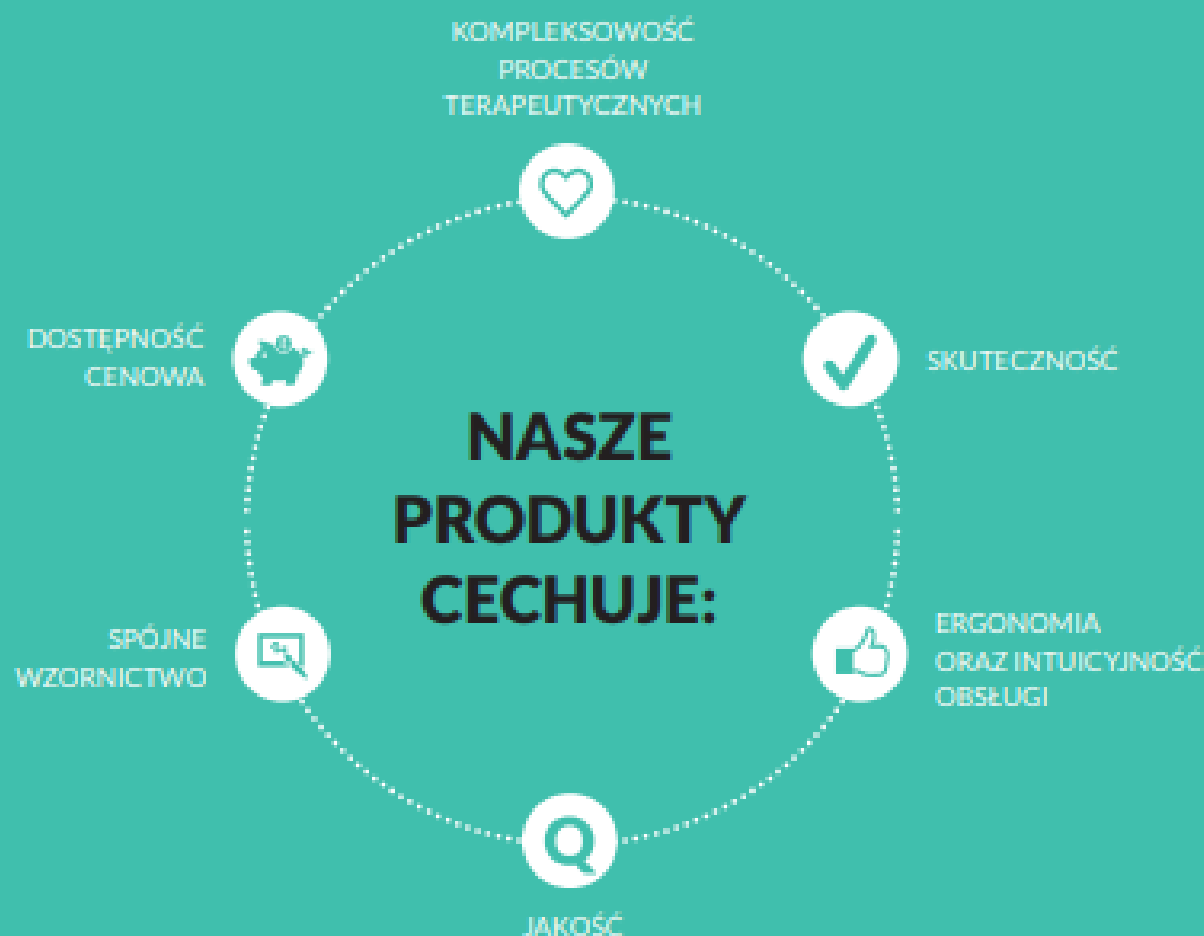 KOMPLEKSOWOŚĆ
PROCESÓW
TERAPEUTYCZNYCH
DOSTĘPNOŚĆ
CENOWA
SKUTECZNOŚĆ
NASZE
PRODUKTY
CECHUJE:
SPÓJNE
WZORNICTWO
ERGONOMIA
ORAZ INTUICYJNOŚĆ
OBSŁUGI
Q
JAKOŚĆ